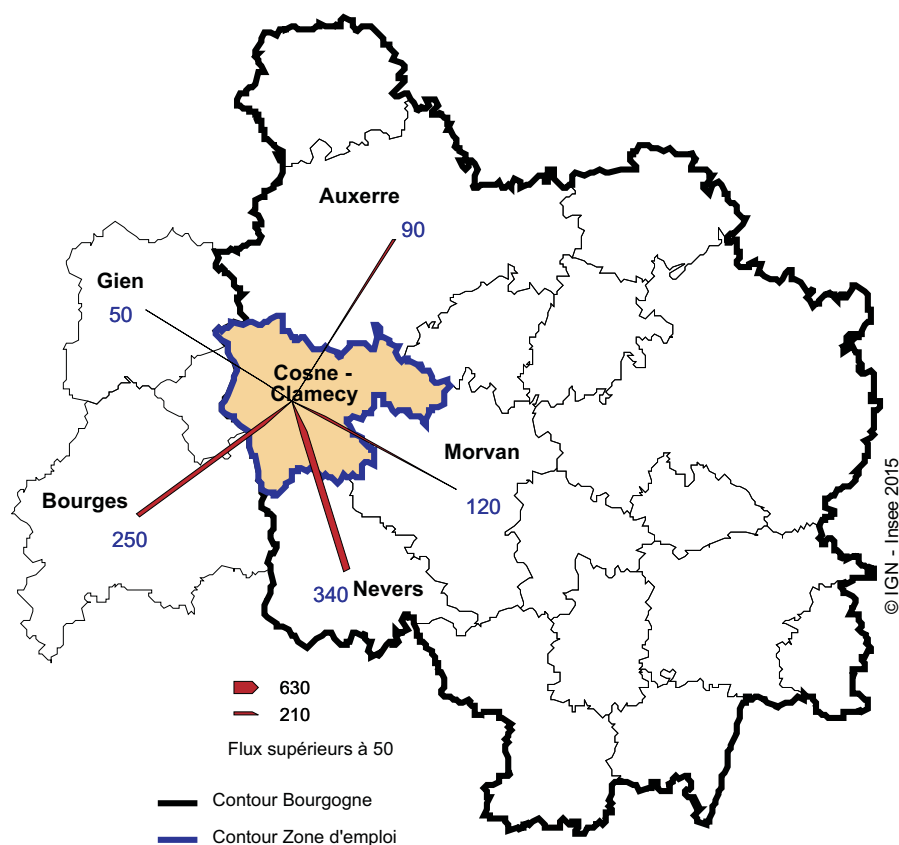 Auxerre
90
Gien
50
Cosne -
Clamecy
Morvan
120
Bourges
250
340 Nevers
© IGN - Insee 2015
630
210
Flux supérieurs à 50
Contour Bourgogne
Contour Zone d'emploi